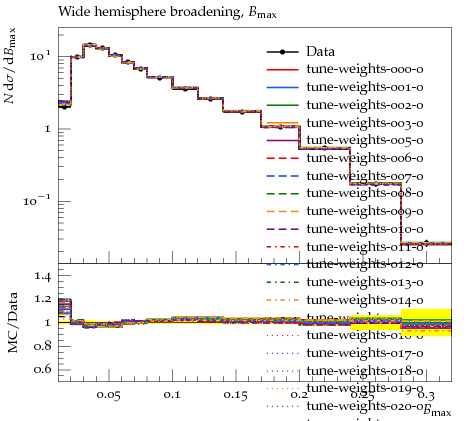 Wide hemisphere broadening, B_max
N dσ/dB_max
10^1
1
10^−1
Data
tune-weights-000-0
tune-weights-001-0
tune-weights-002-0
tune-weights-003-0
tune-weights-005-0
tune-weights-006-0
tune-weights-007-0
tune-weights-008-0
tune-weights-009-0
tune-weights-010-0
tune-weights-011-0
tune-weights-012-0
tune-weights-013-0
tune-weights-014-0
tune-weights-017-0
tune-weights-018-0
tune-weights-019-0
tune-weights-020-0
MC/Data
1.4
1.2
1
0.8
0.6
0.05
0.1
0.15
0.2
0.25
0.3
B_max